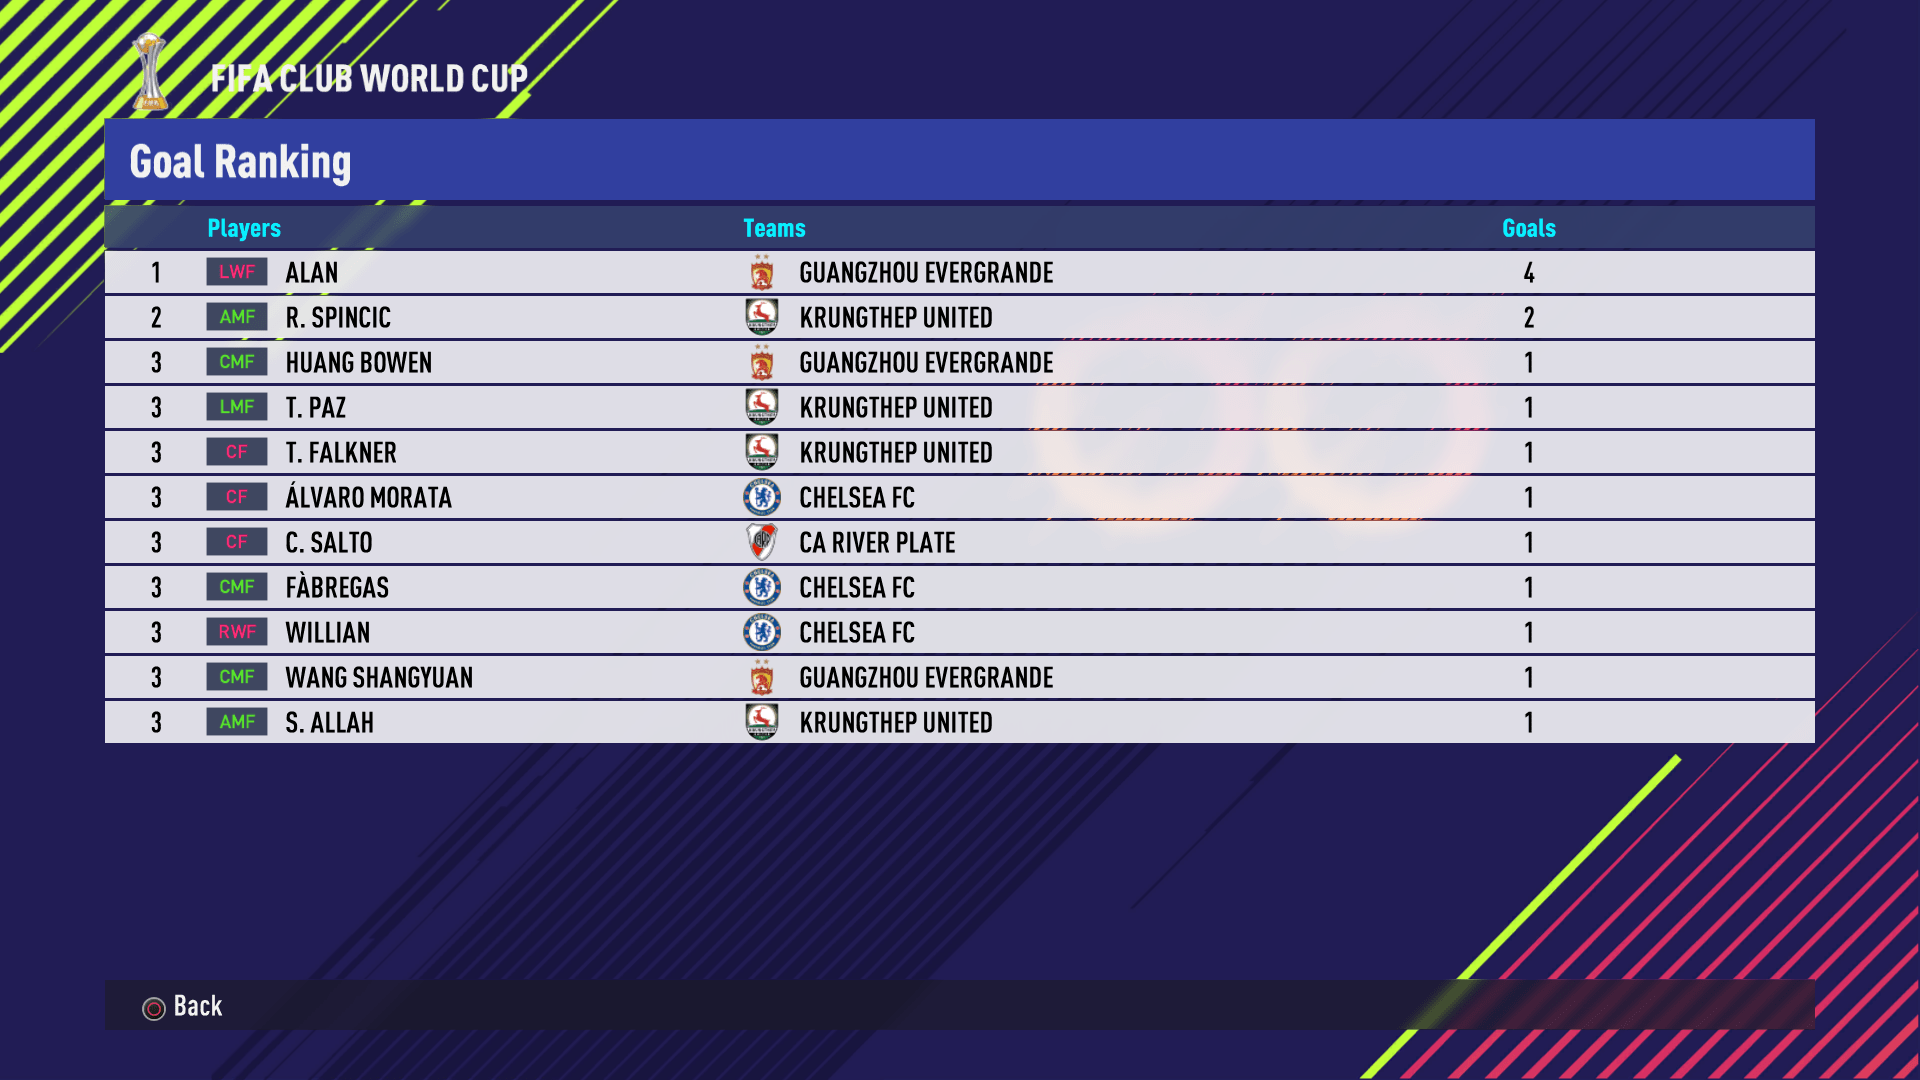 FIFA CLUB WORLD CUP
Goal Ranking
Players Teams Goals
1 LWF ALAN GUANGZHOU EVERGRANDE 4
2 AMF R. SPINCIC KRUNGTHEP UNITED 2
3 CMF HUANG BOWEN GUANGZHOU EVERGRANDE 1
3 LMF T. PAZ KRUNGTHEP UNITED 1
3 CF T. FALKNER KRUNGTHEP UNITED 1
3 CF ÁLVARO MORATA CHELSEA FC 1
3 CF C. SALTO CA RIVER PLATE 1
3 CMF FÀBREGAS CHELSEA FC 1
3 RWF WILLIAN CHELSEA FC 1
3 CMF WANG SHANGYUAN GUANGZHOU EVERGRANDE 1
3 AMF S. ALLAH KRUNGTHEP UNITED 1
Back